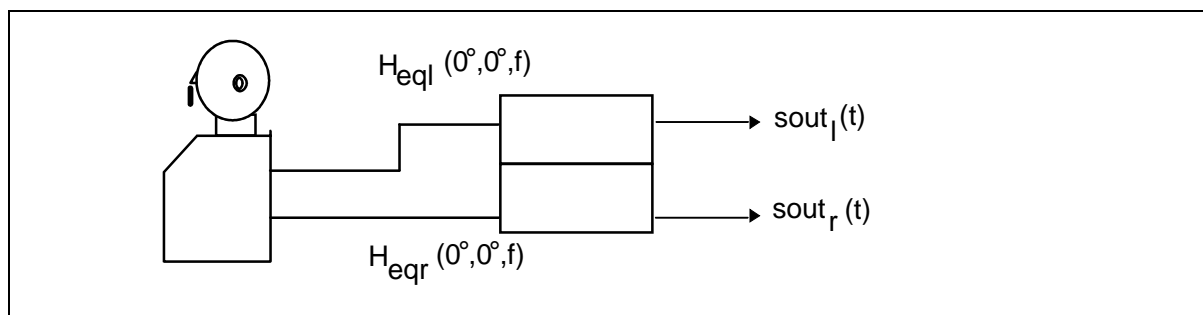 H_eql (0°,0°,f)
sout_l(t)
sout_r (t)
H_eqr (0°,0°,f)